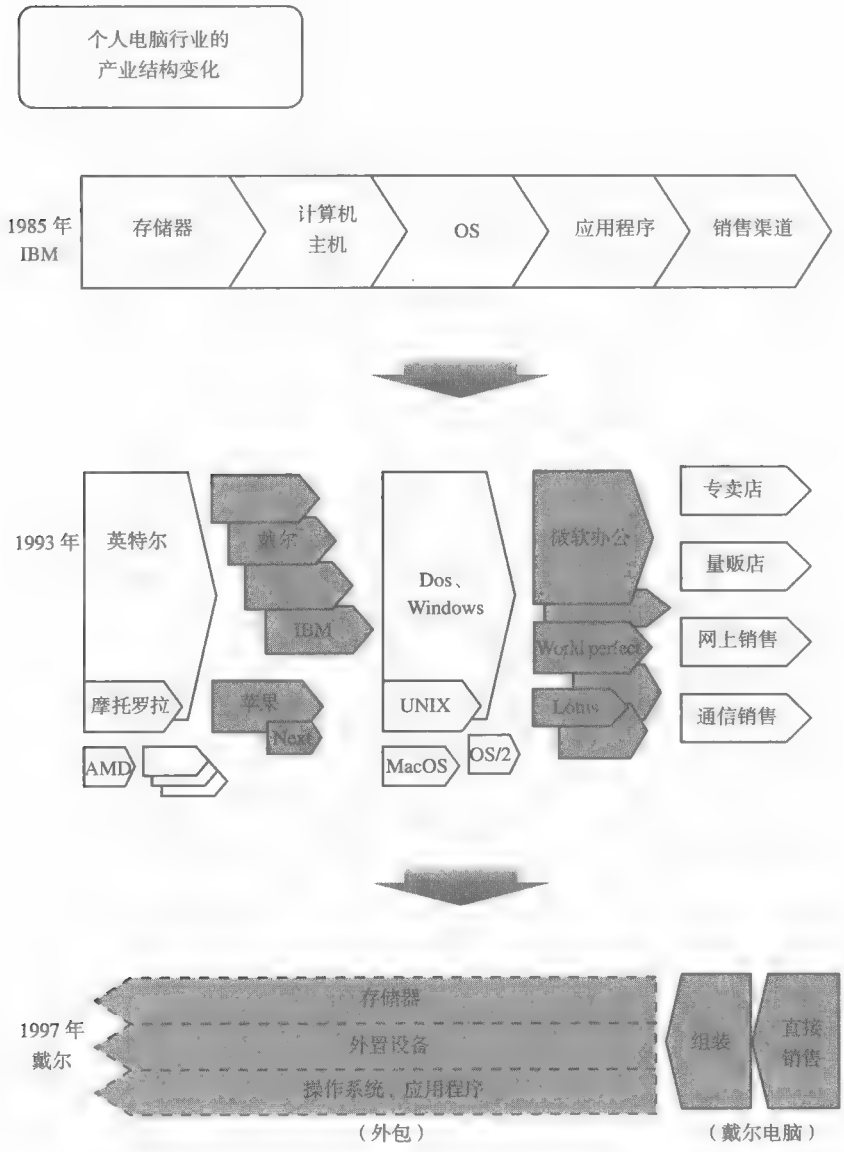 个人电脑行业的
产业结构变化
1985 年
IBM
存储器
计算机
主机
OS
应用程序
销售渠道
1993 年
英特尔
摩托罗拉
AMD
戴尔
IBM
苹果
Next
Dos、
Windows
UNIX
MacOS
OS/2
微软办公
World perfect
Lotus
专卖店
量贩店
网上销售
通信销售
1997 年
戴尔
存储器
外置设备
操作系统、应用程序
（外包）
组装
直接
销售
（戴尔电脑）